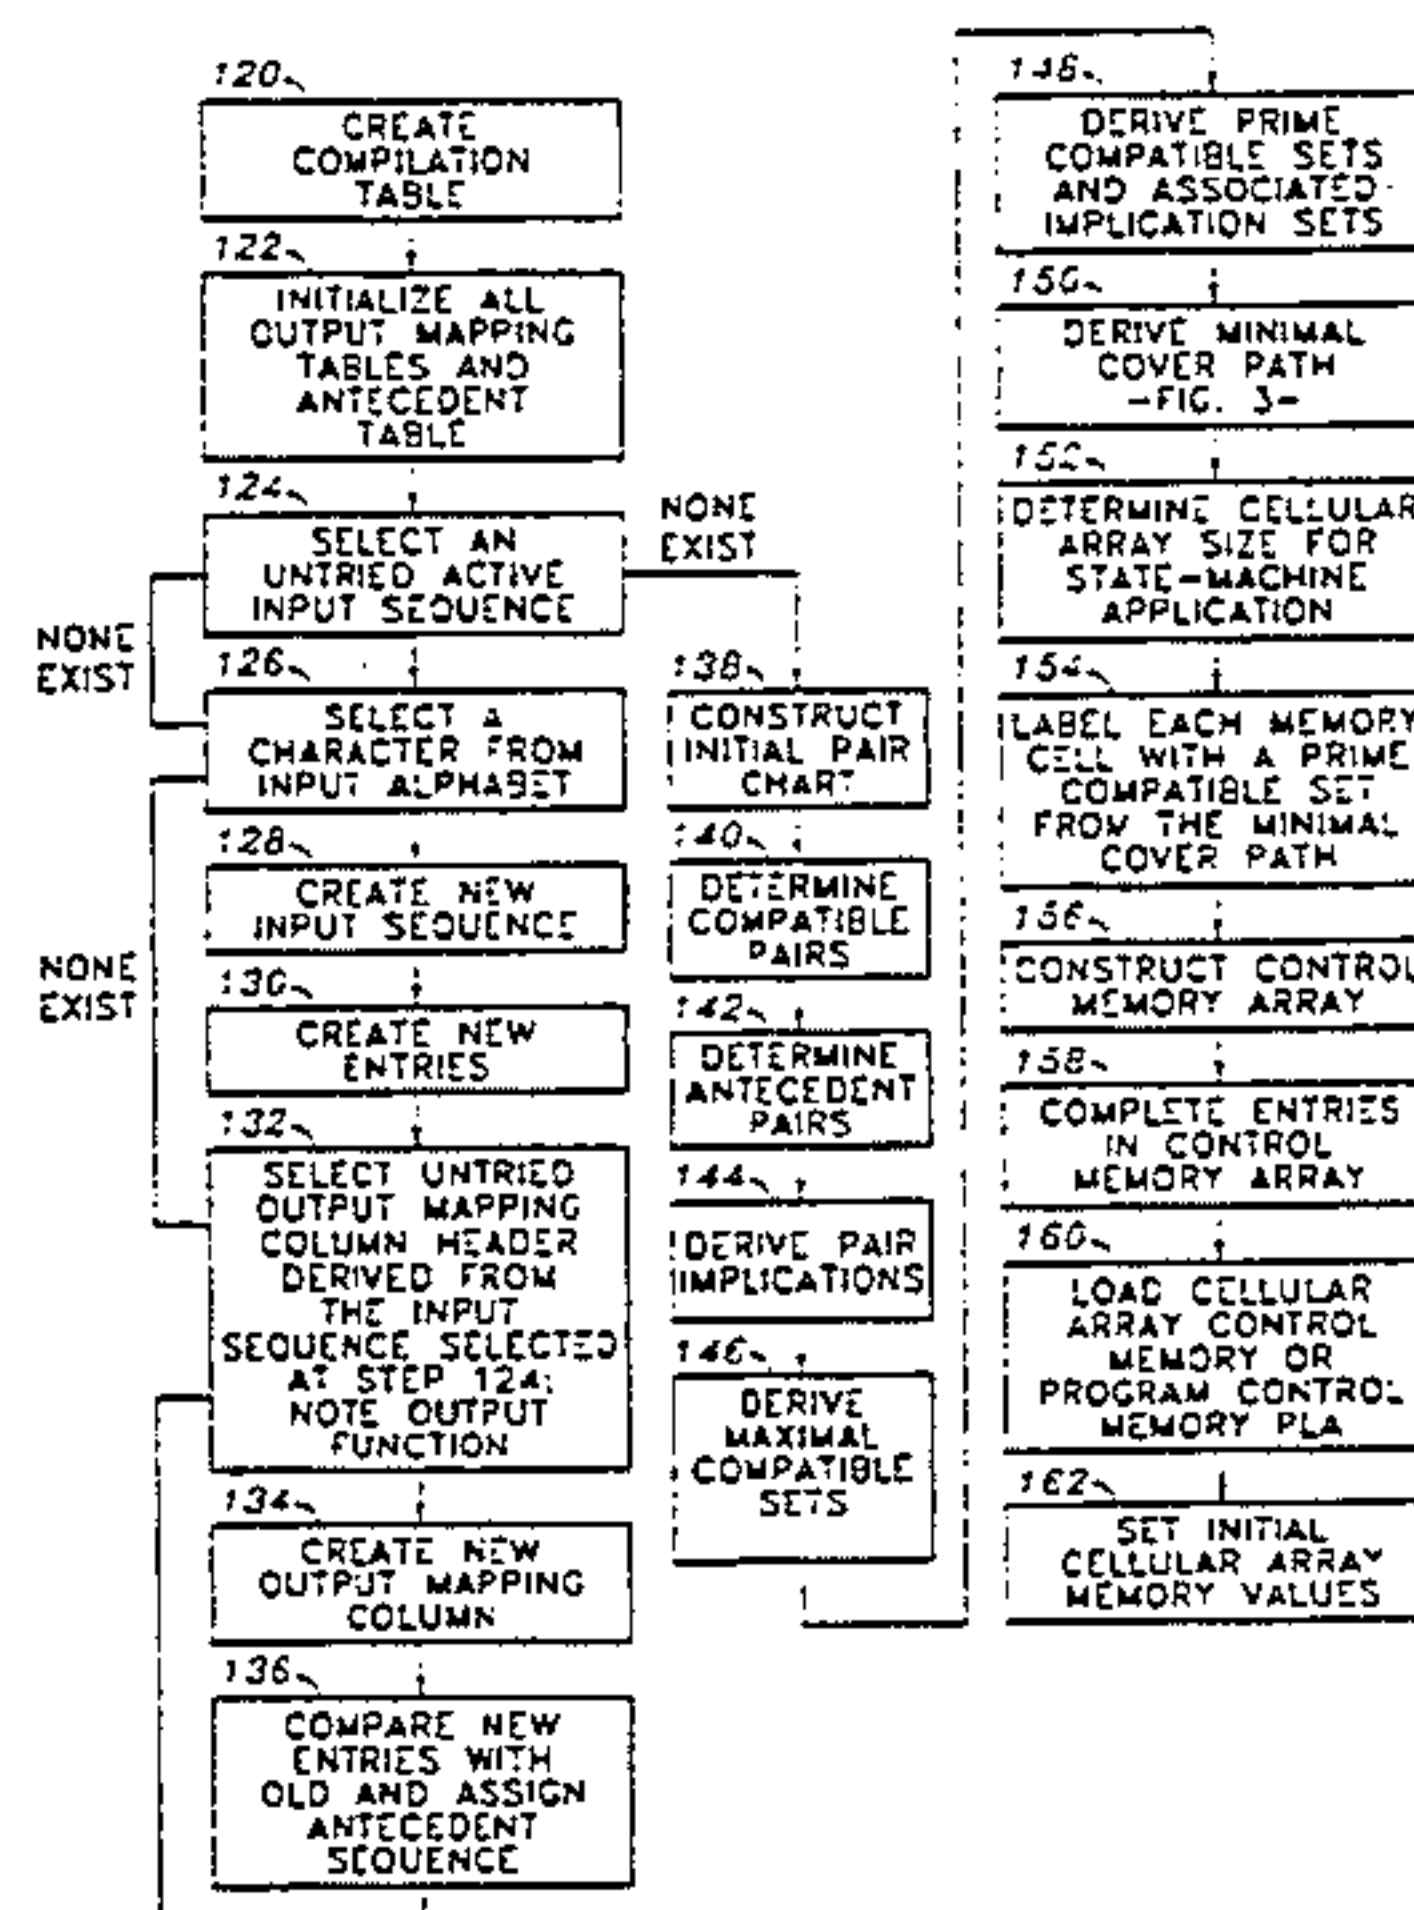 120
CREATE
COMPILATION
TABLE
122
INITIALIZE ALL
OUTPUT MAPPING
TABLES AND
ANTECEDENT
TABLE
124
SELECT AN
UNTRIED ACTIVE
INPUT SEQUENCE
NONE
EXIST
NONE
EXIST
126
SELECT A
CHARACTER FROM
INPUT ALPHABET
128
CREATE NEW
INPUT SEQUENCE
NONE
EXIST
130
CREATE NEW
ENTRIES
132
SELECT UNTRIED
OUTPUT MAPPING
COLUMN HEADER
DERIVED FROM
THE INPUT
SEQUENCE SELECTED
AT STEP 124;
NOTE OUTPUT
FUNCTION
134
CREATE NEW
OUTPUT MAPPING
COLUMN
136
COMPARE NEW
ENTRIES WITH
OLD AND ASSIGN
ANTECEDENT
SEQUENCE
138
CONSTRUCT
INITIAL PAIR
CHART
140
DETERMINE
COMPATIBLE
PAIRS
142
DETERMINE
ANTECEDENT
PAIRS
144
DERIVE PAIR
IMPLICATIONS
146
DERIVE
MAXIMAL
COMPATIBLE
SETS
148
DERIVE PRIME
COMPATIBLE SETS
AND ASSOCIATED
IMPLICATION SETS
150
DERIVE MINIMAL
COVER PATH
-FIG. 3-
152
DETERMINE CELLULAR
ARRAY SIZE FOR
STATE-MACHINE
APPLICATION
154
LABEL EACH MEMORY
CELL WITH A PRIME
COMPATIBLE SET
FROM THE MINIMAL
COVER PATH
156
CONSTRUCT CONTROL
MEMORY ARRAY
158
COMPLETE ENTRIES
IN CONTROL
MEMORY ARRAY
160
LOAD CELLULAR
ARRAY CONTROL
MEMORY OR
PROGRAM CONTROL
MEMORY PLA
162
SET INITIAL
CELLULAR ARRAY
MEMORY VALUES